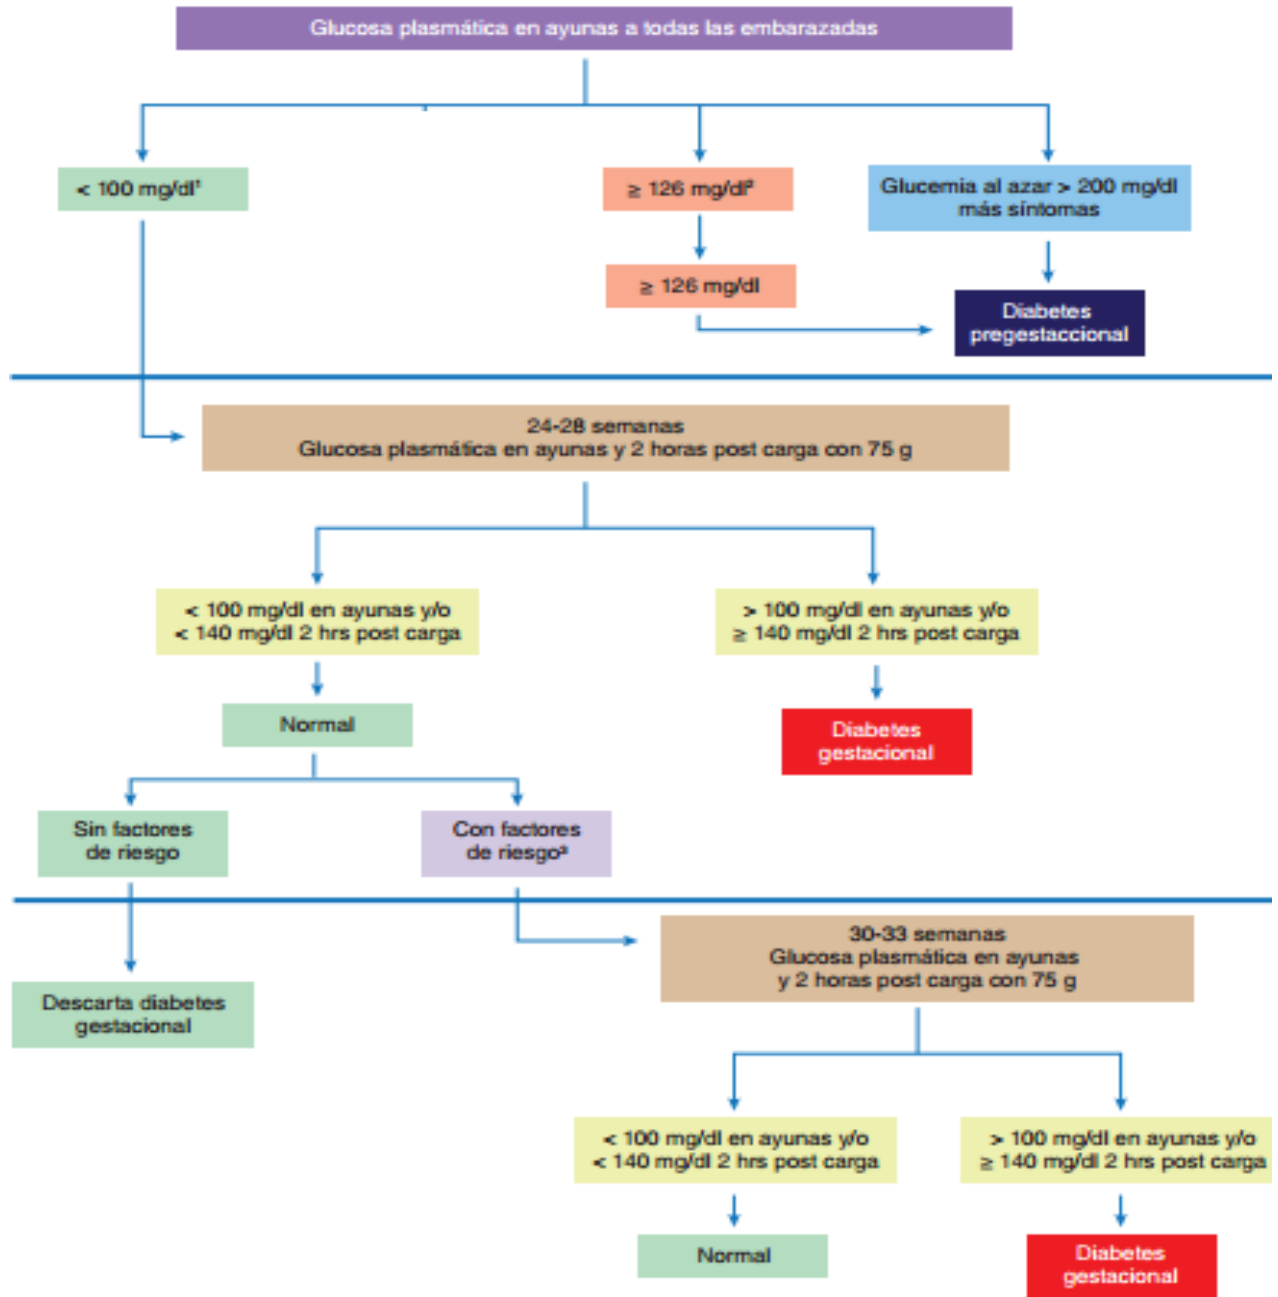 Glucosa plasmática en ayunas a todas las embarazadas
< 100 mg/dl¹
≥ 126 mg/dl²
Glucemia al azar > 200 mg/dl
más síntomas
≥ 126 mg/dl
Diabetes
pregestaccional
24-28 semanas
Glucosa plasmática en ayunas y 2 horas post carga con 75 g
< 100 mg/dl en ayunas y/o
< 140 mg/dl 2 hrs post carga
> 100 mg/dl en ayunas y/o
≥ 140 mg/dl 2 hrs post carga
Normal
Diabetes
gestacional
Sin factores
de riesgo
Con factores
de riesgo³
30-33 semanas
Glucosa plasmática en ayunas
y 2 horas post carga con 75 g
Descarta diabetes
gestacional
< 100 mg/dl en ayunas y/o
< 140 mg/dl 2 hrs post carga
> 100 mg/dl en ayunas y/o
≥ 140 mg/dl 2 hrs post carga
Normal
Diabetes
gestacional